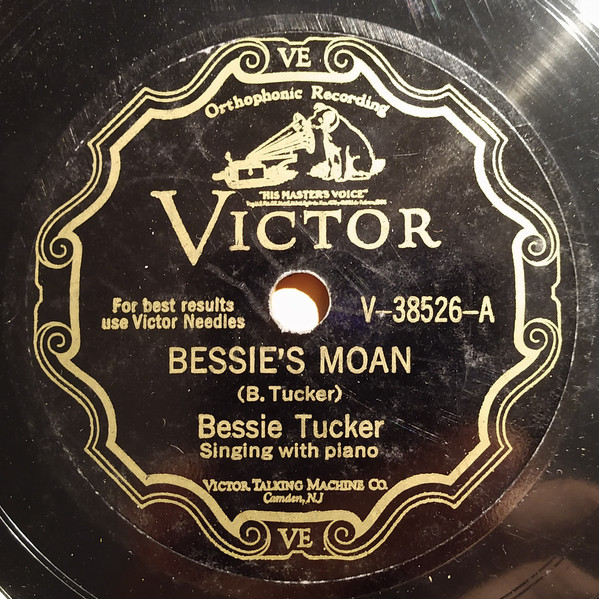 VE
Orthophonic Recording
"HIS MASTER'S VOICE"
VICTOR
For best results
use Victor Needles
V-38526-A
BESSIE'S MOAN
(B. Tucker)
Bessie Tucker
Singing with piano
VICTOR TALKING MACHINE CO.
Camden, NJ
VE